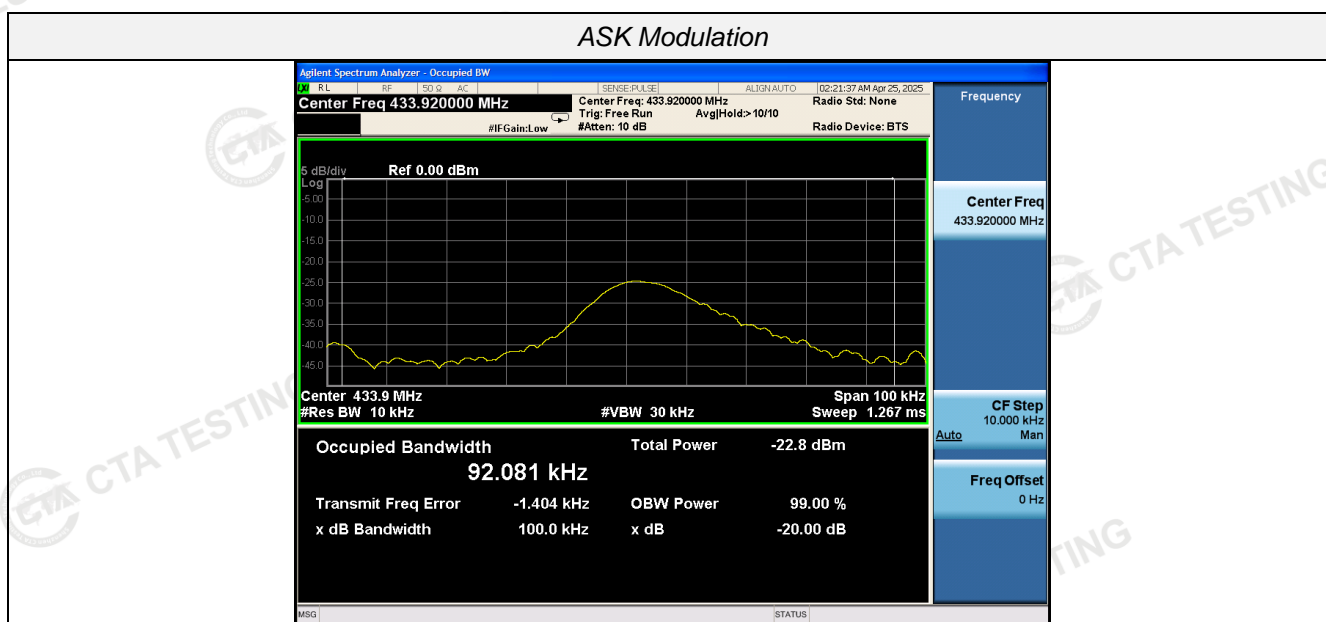 ASK Modulation
Agilent Spectrum Analyzer - Occupied BW
LXI RL RF 50 Ω AC SENSE:PULSE ALIGN AUTO 02:21:37 AM Apr 25, 2025
Center Freq 433.920000 MHz
Center Freq: 433.920000 MHz
Radio Std: None
Trig: Free Run Avg|Hold:>10/10
#IFGain:Low
#Atten: 10 dB
Radio Device: BTS
5 dB/div Ref 0.00 dBm
Log
-5.00
-10.0
-15.0
-20.0
-25.0
-30.0
-35.0
-40.0
-45.0
Center 433.9 MHz Span 100 kHz
#Res BW 10 kHz #VBW 30 kHz Sweep 1.267 ms
Occupied Bandwidth Total Power -22.8 dBm
92.081 kHz
Transmit Freq Error -1.404 kHz OBW Power 99.00 %
x dB Bandwidth 100.0 kHz x dB -20.00 dB
MSG STATUS
Frequency
Center Freq
433.920000 MHz
CF Step
10.000 kHz
Auto Man
Freq Offset
0 Hz
CTA TESTING
CTA TESTING
CTA
TING